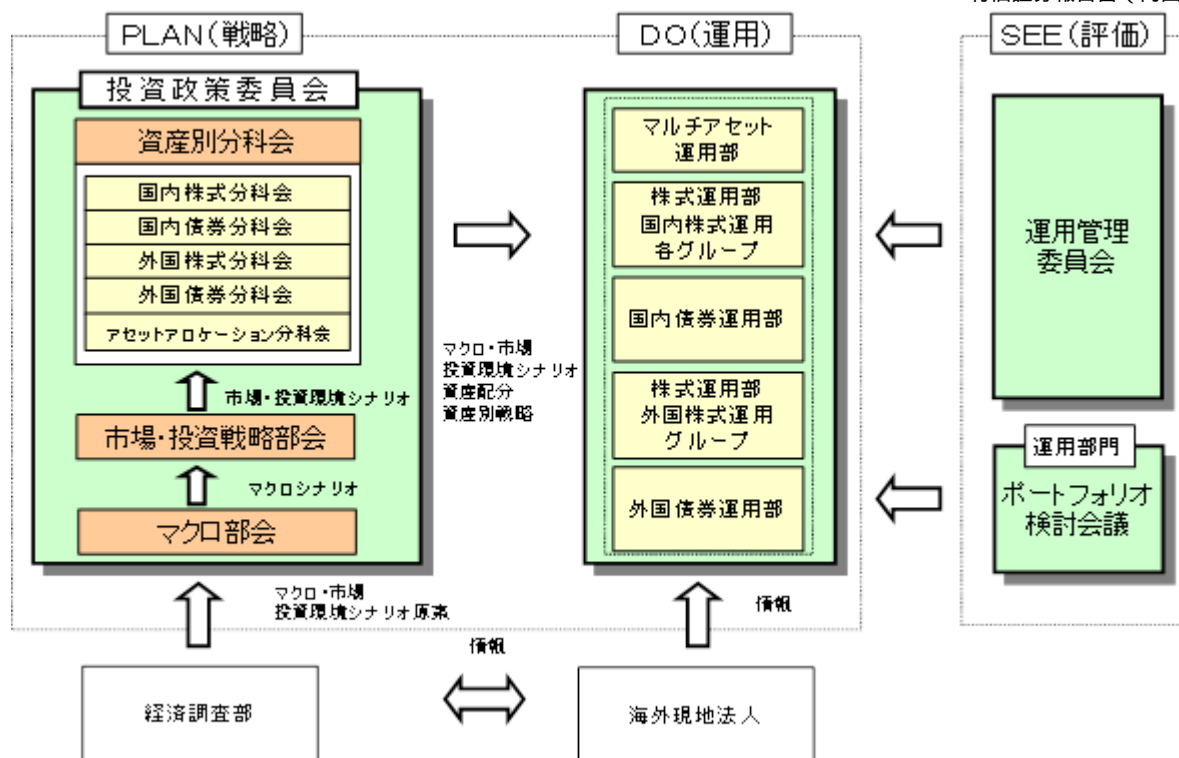 PLAN(戦略)
投資政策委員会
資産別分科会
国内株式分科会
国内債券分科会
外国株式分科会
外国債券分科会
アセットアロケーション分科会
市場・投資環境シナリオ
市場・投資戦略部会
マクロシナリオ
マクロ部会
マクロ・市場
投資環境シナリオ原案
経済調査部
マクロ・市場
投資環境シナリオ
資産配分
資産別戦略
情報
DO(運用)
マルチアセット
運用部
株式運用部
国内株式運用
各グループ
国内債券運用部
株式運用部
外国株式運用
グループ
外国債券運用部
情報
海外現地法人
SEE(評価)
運用管理
委員会
運用部門
ポートフォリオ
検討会議